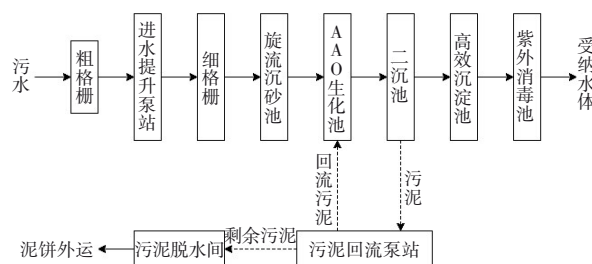 污水
粗格栅
进水提升泵站
细格栅
旋流沉砂池
AAO生化池
二沉池
高效沉淀池
紫外消毒池
受纳水体
回流污泥
污泥
泥饼外运
污泥脱水间
剩余污泥
污泥回流泵站